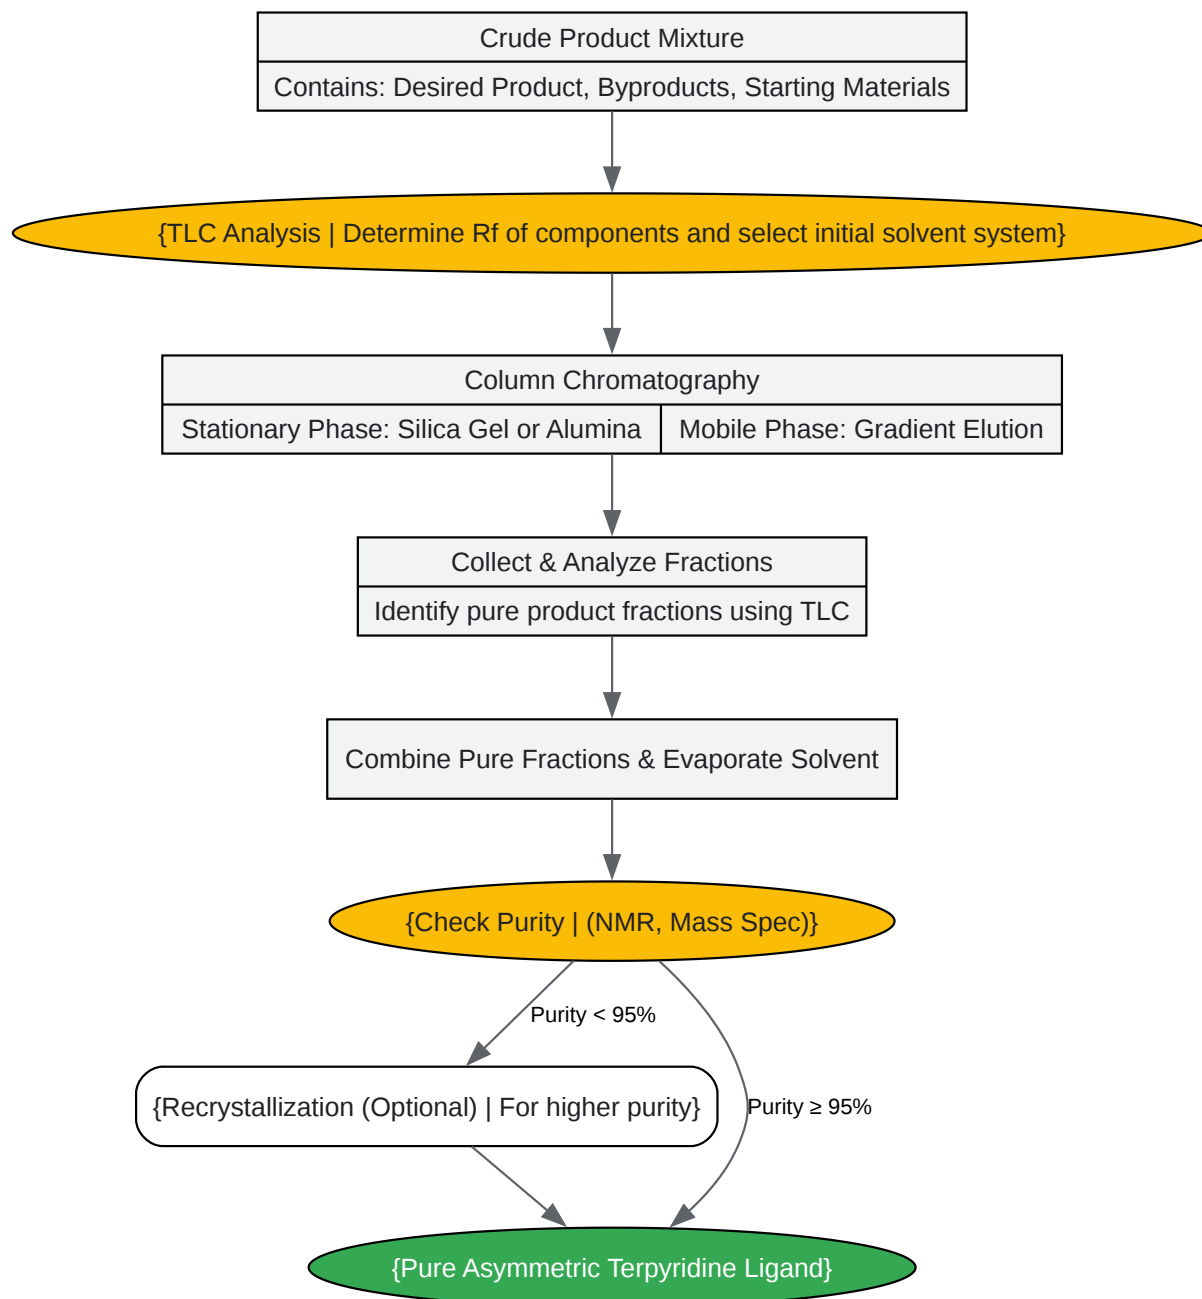 Crude Product Mixture
Contains: Desired Product, Byproducts, Starting Materials
{TLC Analysis | Determine Rf of components and select initial solvent system}
Column Chromatography
Stationary Phase: Silica Gel or Alumina
Mobile Phase: Gradient Elution
Collect & Analyze Fractions
Identify pure product fractions using TLC
Combine Pure Fractions & Evaporate Solvent
{Check Purity | (NMR, Mass Spec)}
Purity < 95%
{Recrystallization (Optional) | For higher purity}
Purity ≥ 95%
{Pure Asymmetric Terpyridine Ligand}